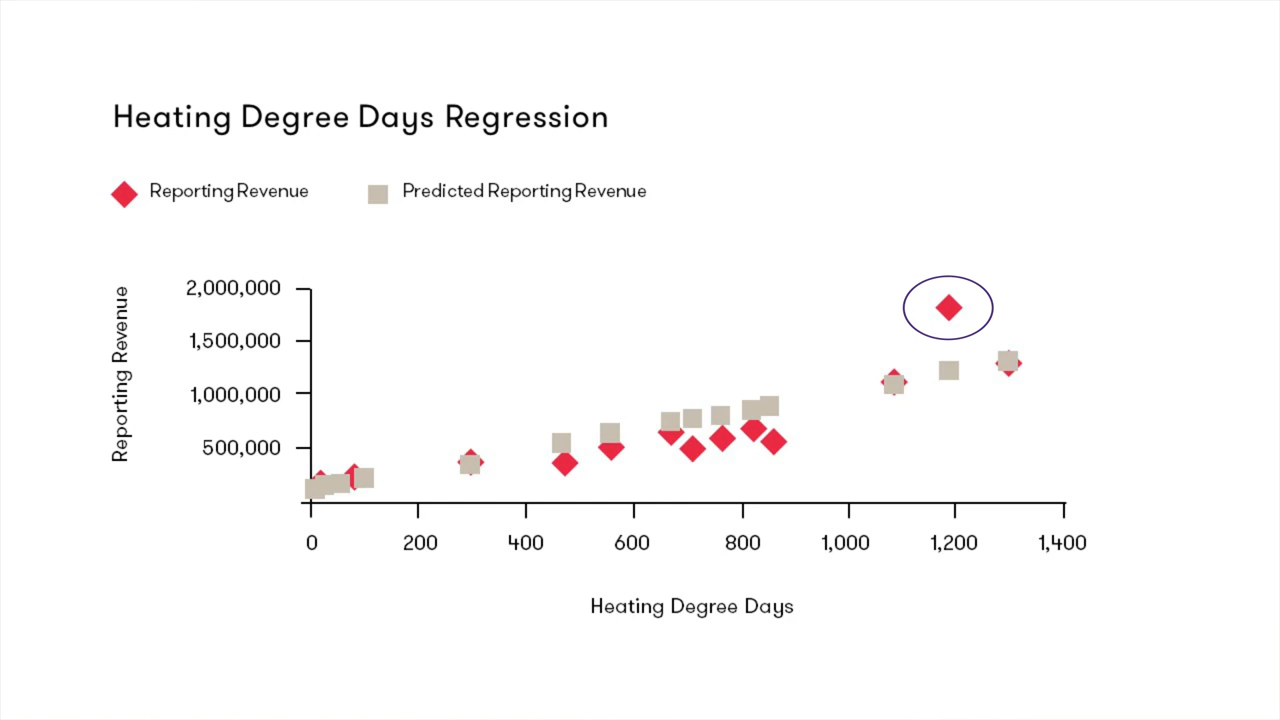 Heating Degree Days Regression
Reporting Revenue
Predicted Reporting Revenue
Reporting Revenue
2,000,000
1,500,000
1,000,000
500,000
0
200
400
600
800
1,000
1,200
1,400
Heating Degree Days